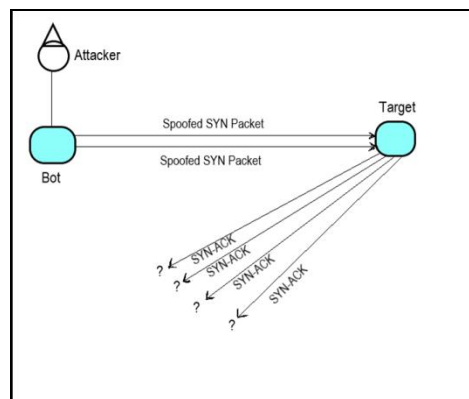 Attacker
Target
Spoofed SYN Packet
Spoofed SYN Packet
Bot
SYN-ACK
SYN-ACK
SYN-ACK
SYN-ACK
?
?
?
?